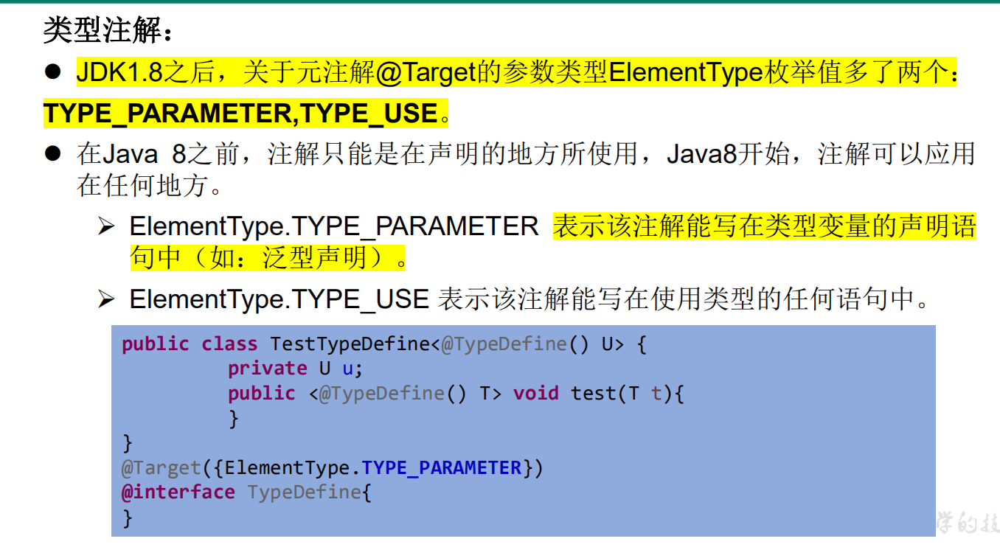 类型注解：
● JDK1.8之后，关于元注解@Target的参数类型ElementType枚举值多了两个：
TYPE_PARAMETER,TYPE_USE。
● 在Java 8之前，注解只能是在声明的地方所使用，Java8开始，注解可以应用
在任何地方。
➢ ElementType.TYPE_PARAMETER 表示该注解能写在类型变量的声明语
句中（如：泛型声明）。
➢ ElementType.TYPE_USE 表示该注解能写在使用类型的任何语句中。
public class TestTypeDefine<@TypeDefine() U> {
private U u;
public <@TypeDefine() T> void test(T t){
}
}
@Target({ElementType.TYPE_PARAMETER})
@interface TypeDefine{
}
学的技